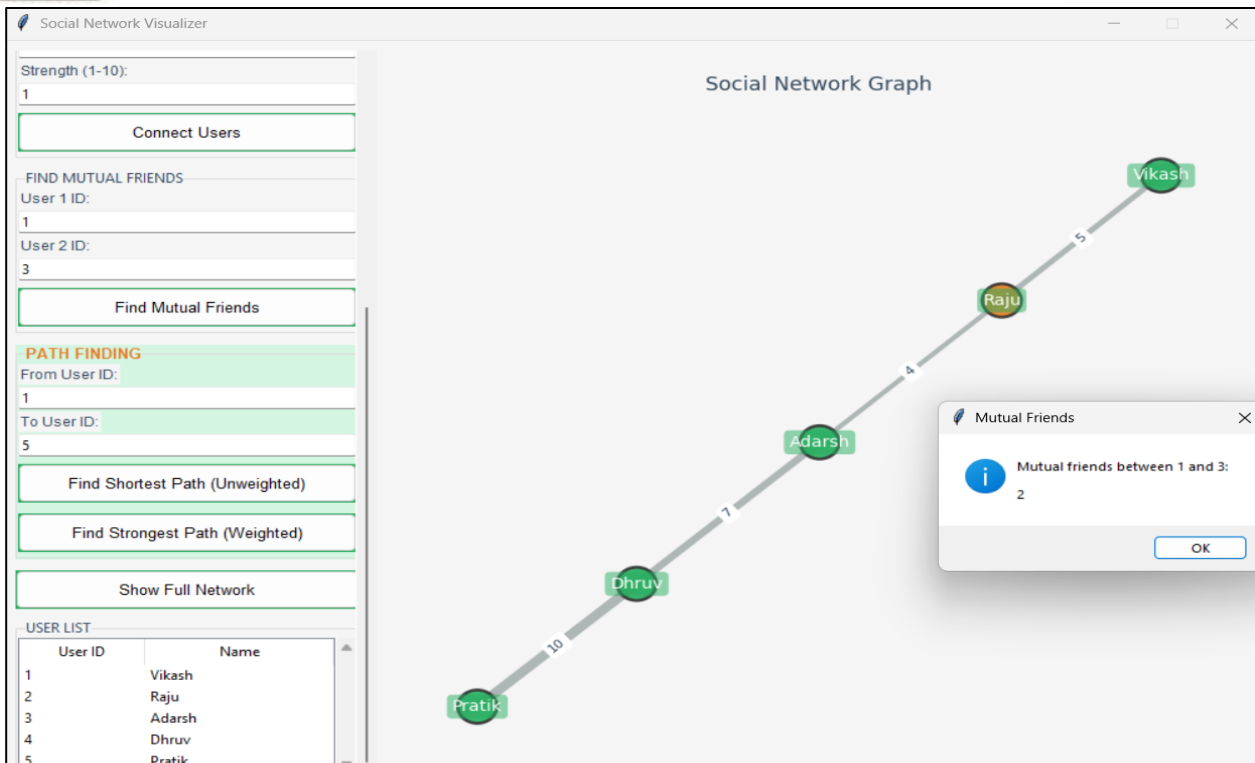 Social Network Visualizer
Strength (1-10):
1
Connect Users
FIND MUTUAL FRIENDS
User 1 ID:
1
User 2 ID:
3
Find Mutual Friends
PATH FINDING
From User ID:
1
To User ID:
5
Find Shortest Path (Unweighted)
Find Strongest Path (Weighted)
Show Full Network
USER LIST
User ID Name
1 Vikash
2 Raju
3 Adarsh
4 Dhruv
5 Pratik
Social Network Graph
Vikash
5
Raju
4
Adarsh
7
Dhruv
10
Pratik
Mutual Friends
Mutual friends between 1 and 3:
2
OK